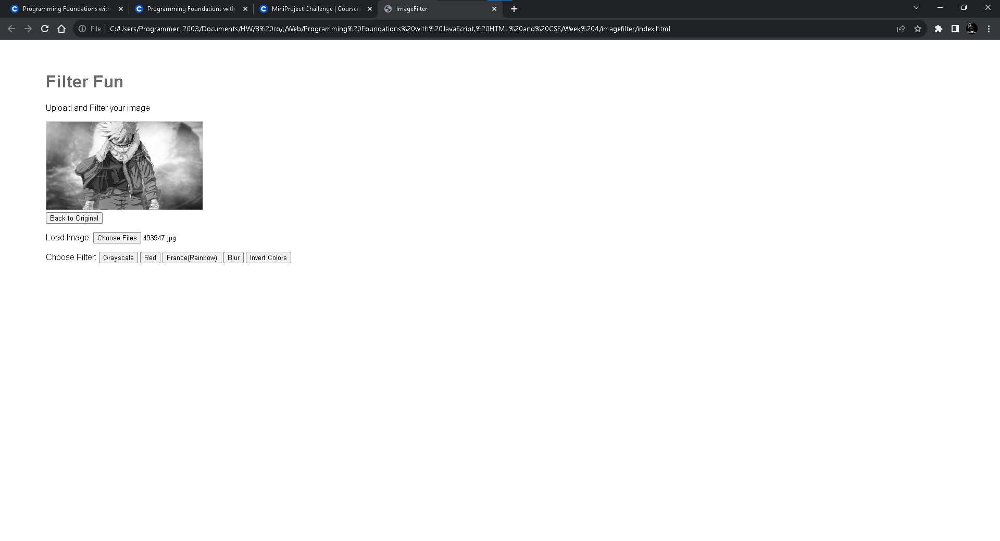 Programming Foundations with
Programming Foundations with
MiniProject Challenge | Coursera
ImageFilter
File
C:/Users/Programmer_2003/Documents/HW/3%20год/Web/Programming%20Foundations%20with%20JavaScript,%20HTML%20and%20CSS/Week%204/imagefilter/index.html
Filter Fun
Upload and Filter your image
Back to Original
Load Image: Choose Files 493947.jpg
Choose Filter: Grayscale Red France(Rainbow) Blur Invert Colors